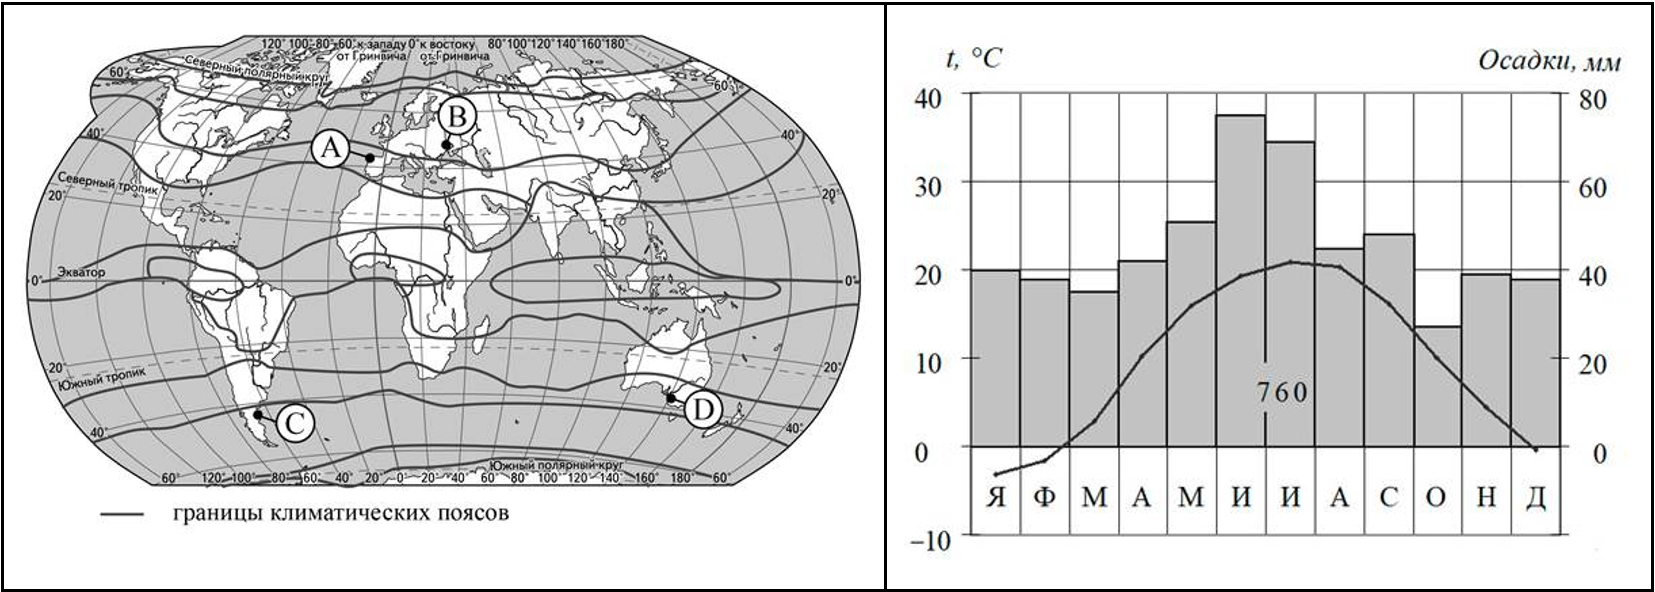 120° 100° 80° 60° к западу 0° к востоку 80° 100° 120° 140° 160° 180°
от Гринвича от Гринвича
Северный полярный круг
60° 60°
B
A
40° 40°
Северный тропик
20° 20°
Экватор
0° 0°
20° 20°
Южный тропик
D
C
40° 40°
Южный полярный круг
60° 120° 100° 80° 60° 40° 20° 0° 20° 40° 60° 80° 100° 140° 160° 180° 60°
границы климатических поясов
t, °C Осадки, мм
40 80
30 60
20 40
10 20
760
0 0
Я Ф М А М И И А С О Н Д
–10